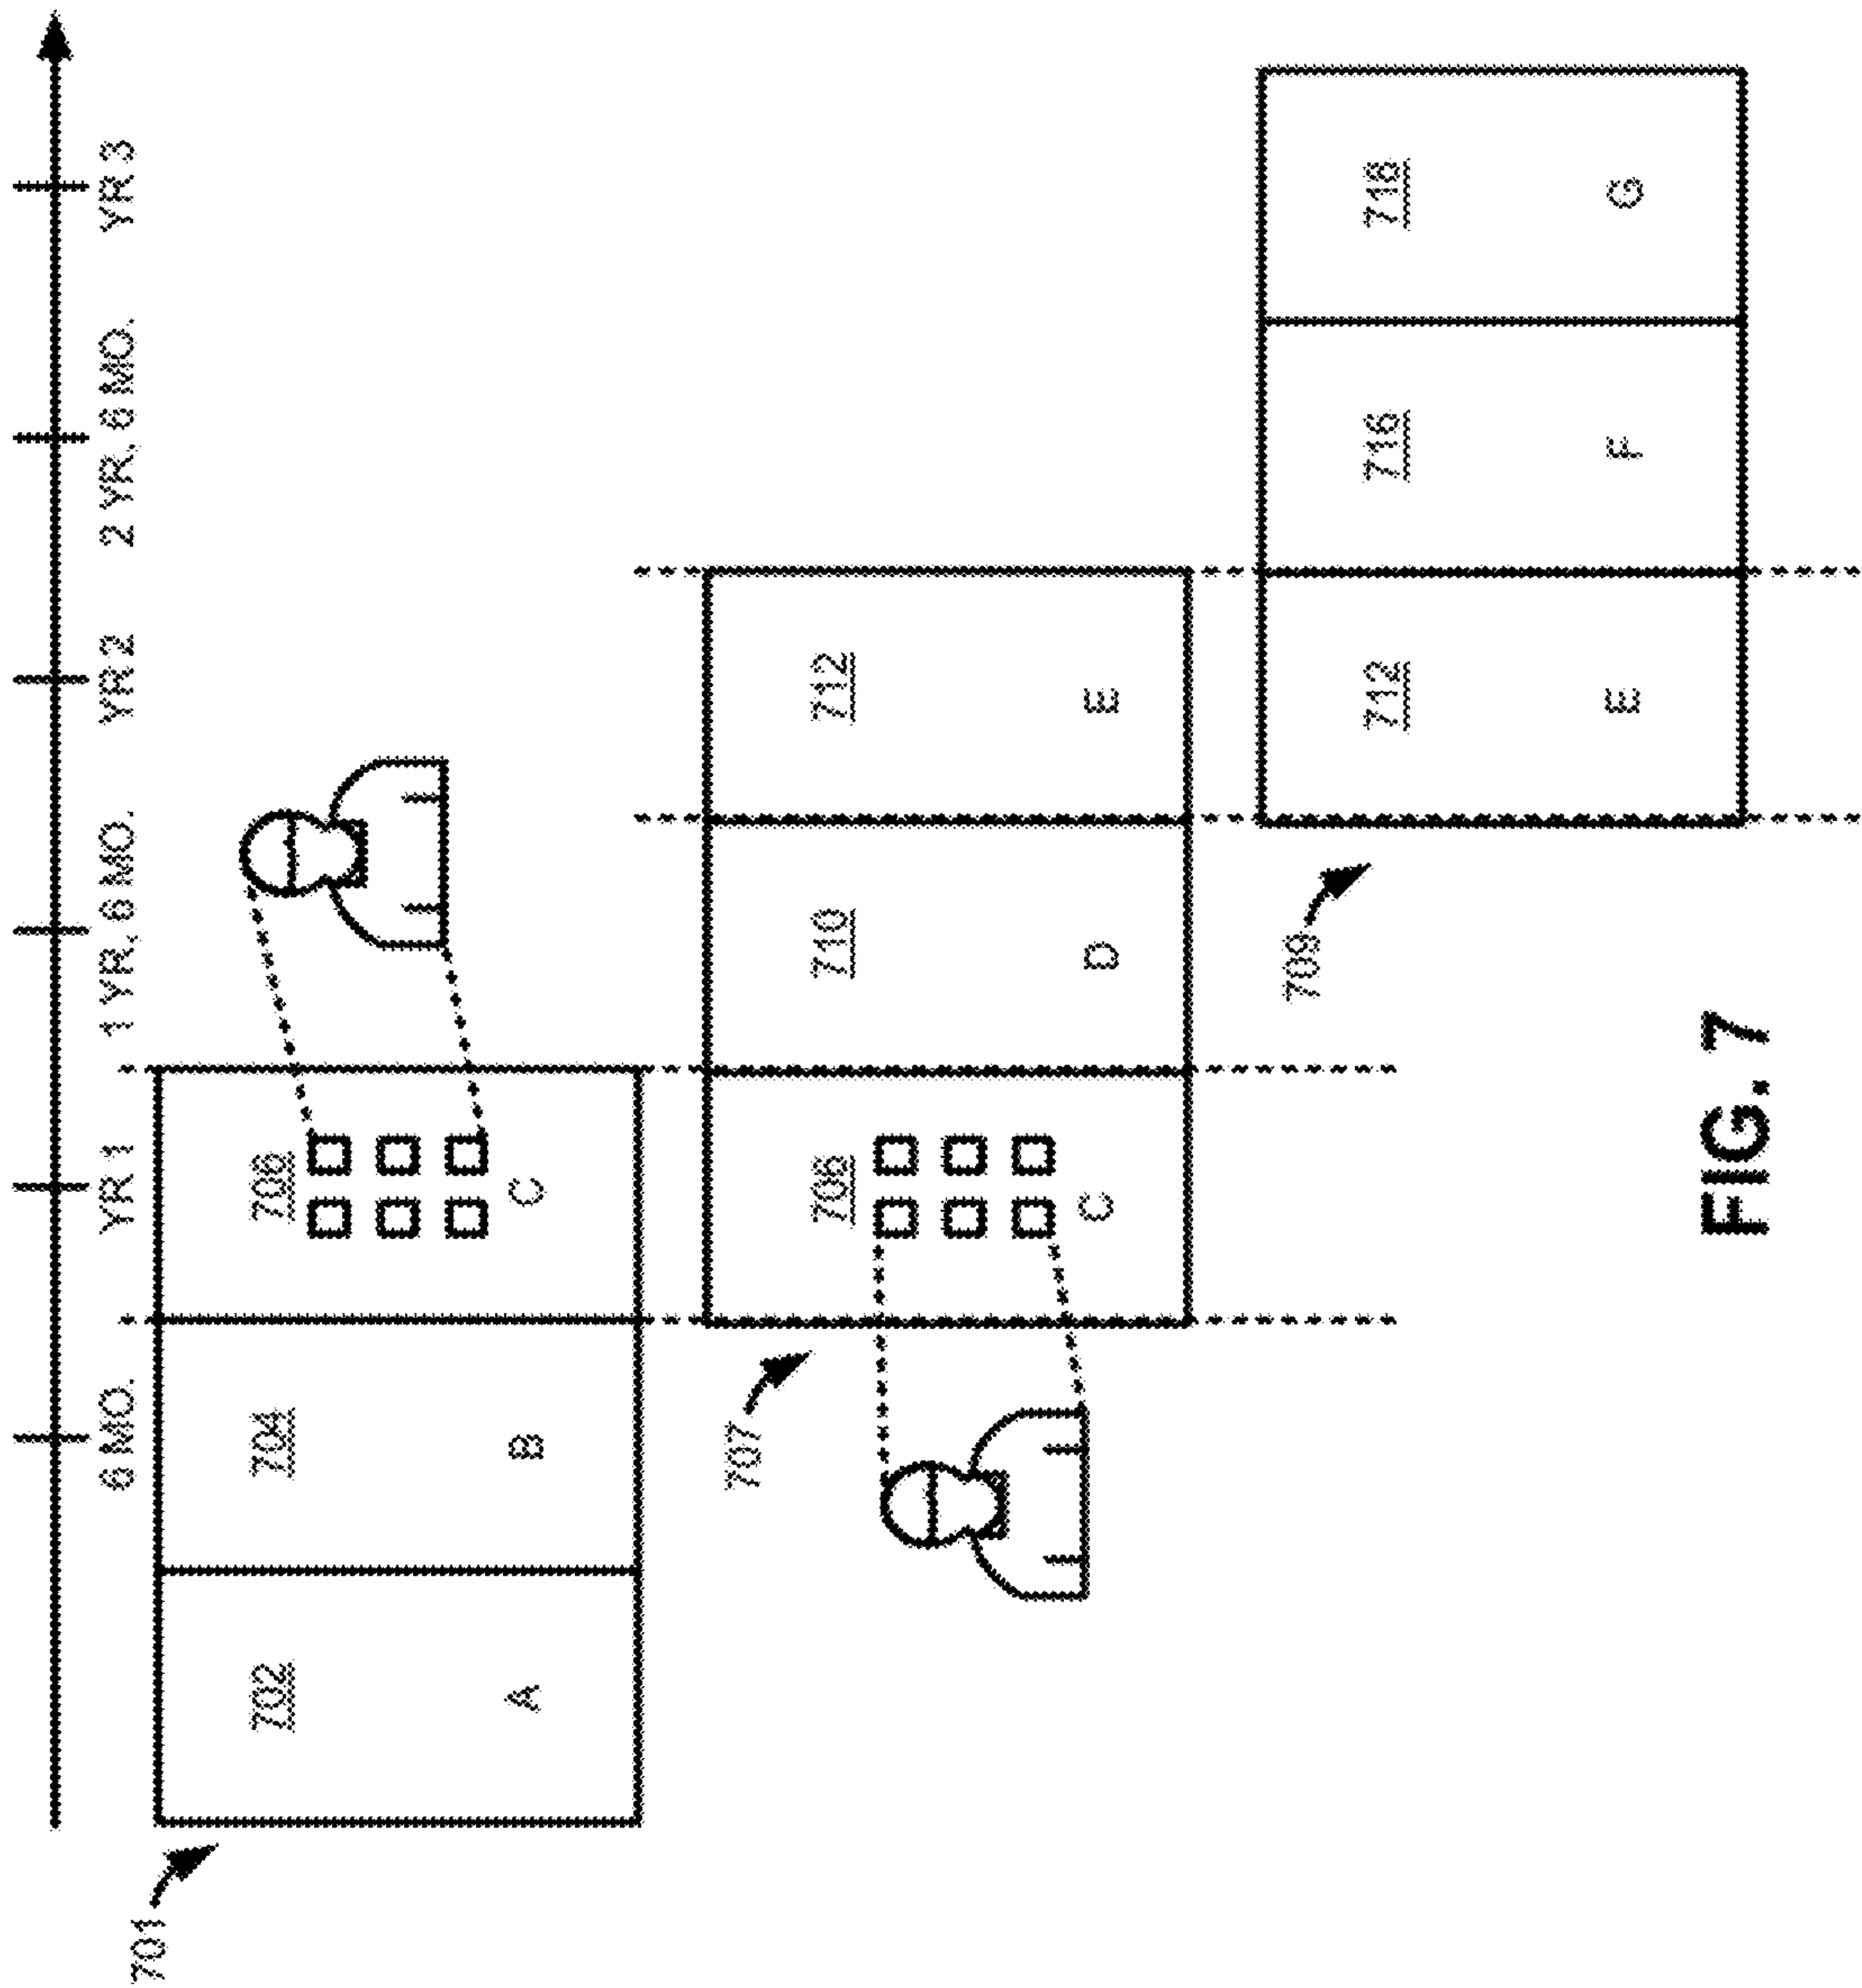 6 MO. YR 1 1 YR, 6 MO. YR 2 2 YR, 6 MO. YR 3
701
702 704 706
A B C
707
706 710 712
C D E
709
712 716 718
E F G
FIG. 7